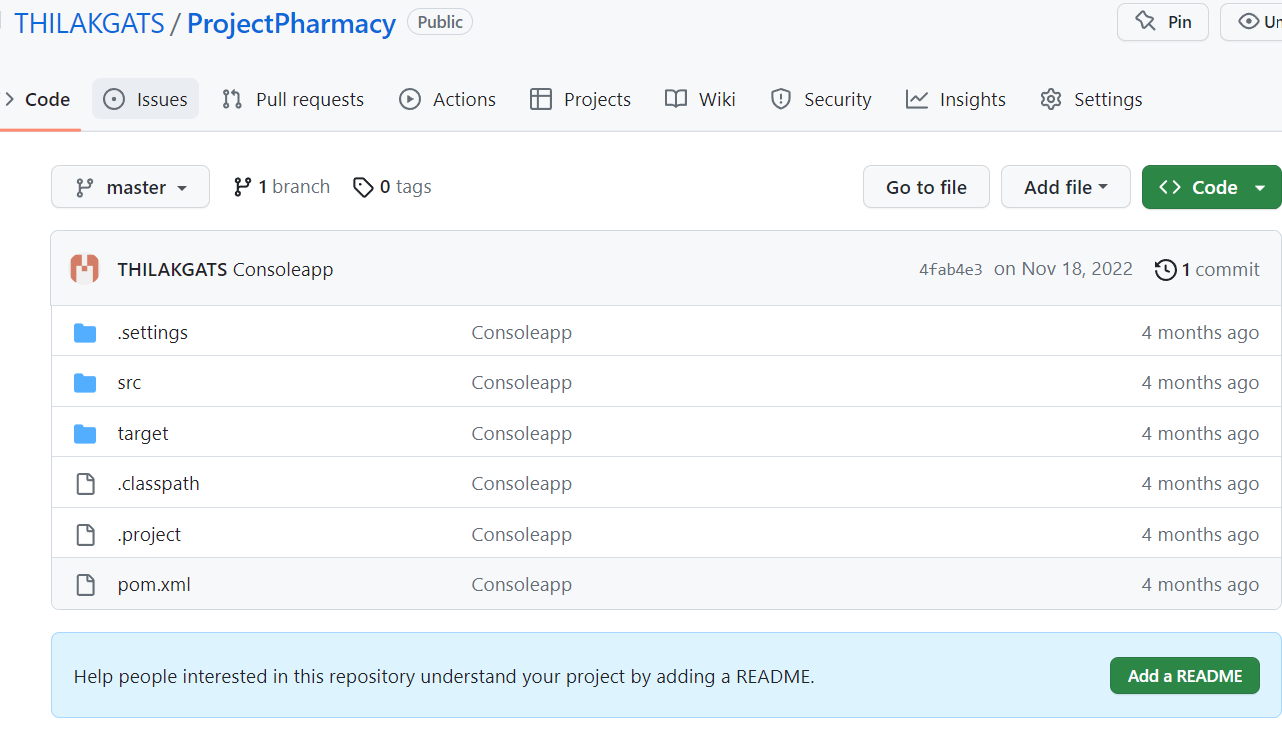 THILAKGATS / ProjectPharmacy Public Pin
Code Issues Pull requests Actions Projects Wiki Security Insights Settings
master 1 branch 0 tags Go to file Add file Code
THILAKGATS Consoleapp 4fab4e3 on Nov 18, 2022 1 commit
.settings Consoleapp 4 months ago
src Consoleapp 4 months ago
target Consoleapp 4 months ago
.classpath Consoleapp 4 months ago
.project Consoleapp 4 months ago
pom.xml Consoleapp 4 months ago
Help people interested in this repository understand your project by adding a README. Add a README